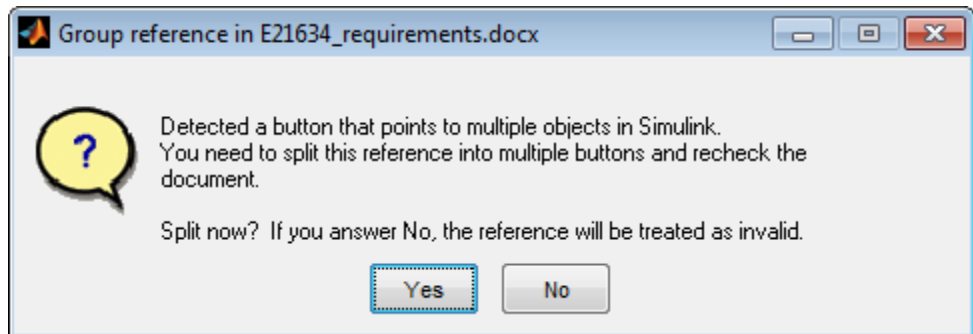 Group reference in E21634_requirements.docx
?
Detected a button that points to multiple objects in Simulink.
You need to split this reference into multiple buttons and recheck the
document.
Split now?  If you answer No, the reference will be treated as invalid.
Yes
No